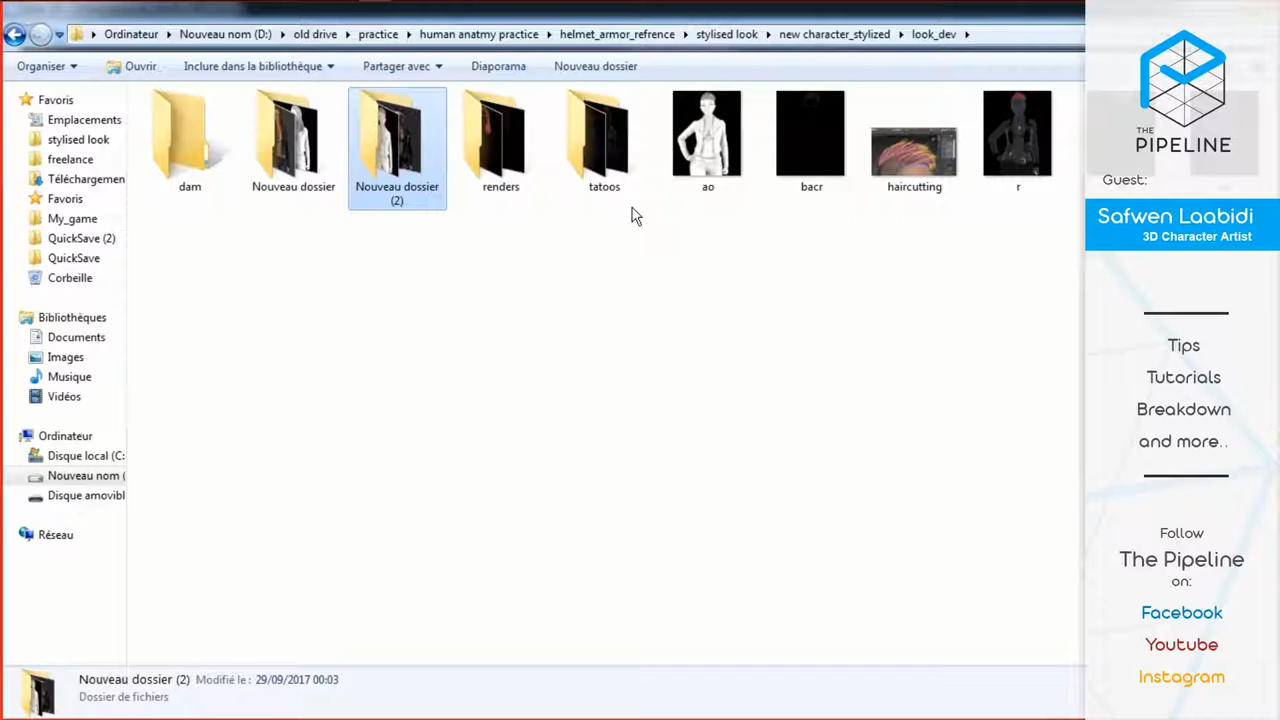 Ordinateur Nouveau nom (D:) old drive practice human anatmy practice helmet_armor_refrence stylised look new character_stylized look_dev
Organiser Ouvrir Inclure dans la bibliothèque Partager avec Diaporama Nouveau dossier
Favoris
Emplacements
stylised look
freelance
Téléchargemen
Favoris
My_game
QuickSave (2)
QuickSave
Corbeille
Bibliothèques
Documents
Images
Musique
Vidéos
Ordinateur
Disque local (C:
Nouveau nom (
Disque amovibl
Réseau
dam
Nouveau dossier
Nouveau dossier
(2)
renders
tatoos
ao
bacr
haircutting
r
Nouveau dossier (2) Modifié le : 29/09/2017 00:03
Dossier de fichiers
THE
PIPELINE
Guest:
Safwen Laabidi
3D Character Artist
Tips
Tutorials
Breakdown
and more..
Follow
The Pipeline
on:
Facebook
Youtube
Instagram